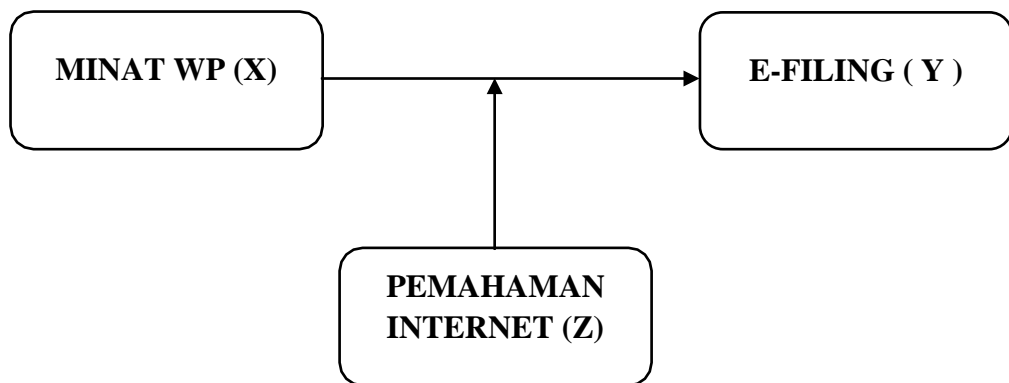 MINAT WP (X)
E-FILING ( Y )
PEMAHAMAN
INTERNET (Z)